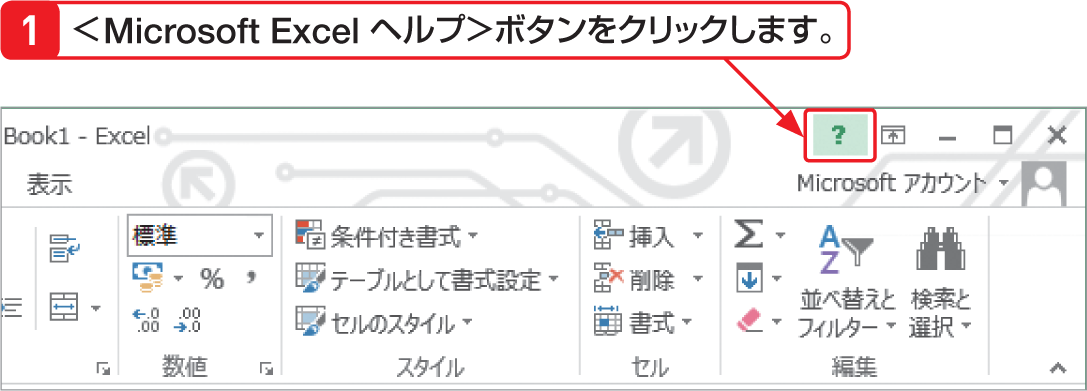 1 <Microsoft Excel ヘルプ>ボタンをクリックします。
Book1 - Excel ?
表示 Microsoft アカウント
標準 条件付き書式 挿入 Σ
% , テーブルとして書式設定 削除
←.0 .00 .00 →.0 セルのスタイル 書式
A Z 並べ替えと フィルター 検索と 選択
数値 スタイル セル 編集